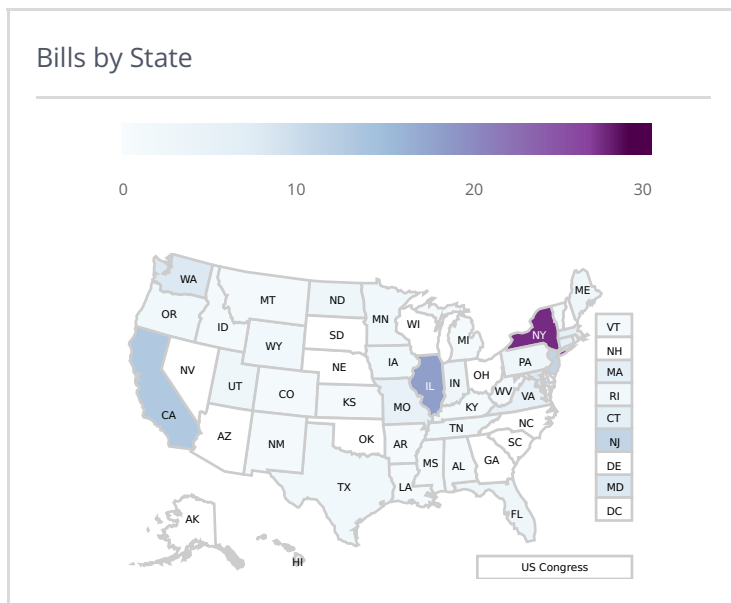 Bills by State
0 10 20 30
WA
ME
MT
ND
OR
MN
VT
ID
WI
SD
NY
MI
WY
NH
PA
IA
NE
NV
MA
OH
IN
UT
IL
CO
WV
RI
VA
KS
MO
KY
CA
CT
NC
TN
AZ
OK
NM
AR
NJ
SC
GA
MS
AL
DE
TX
LA
MD
FL
DC
AK
HI
US Congress